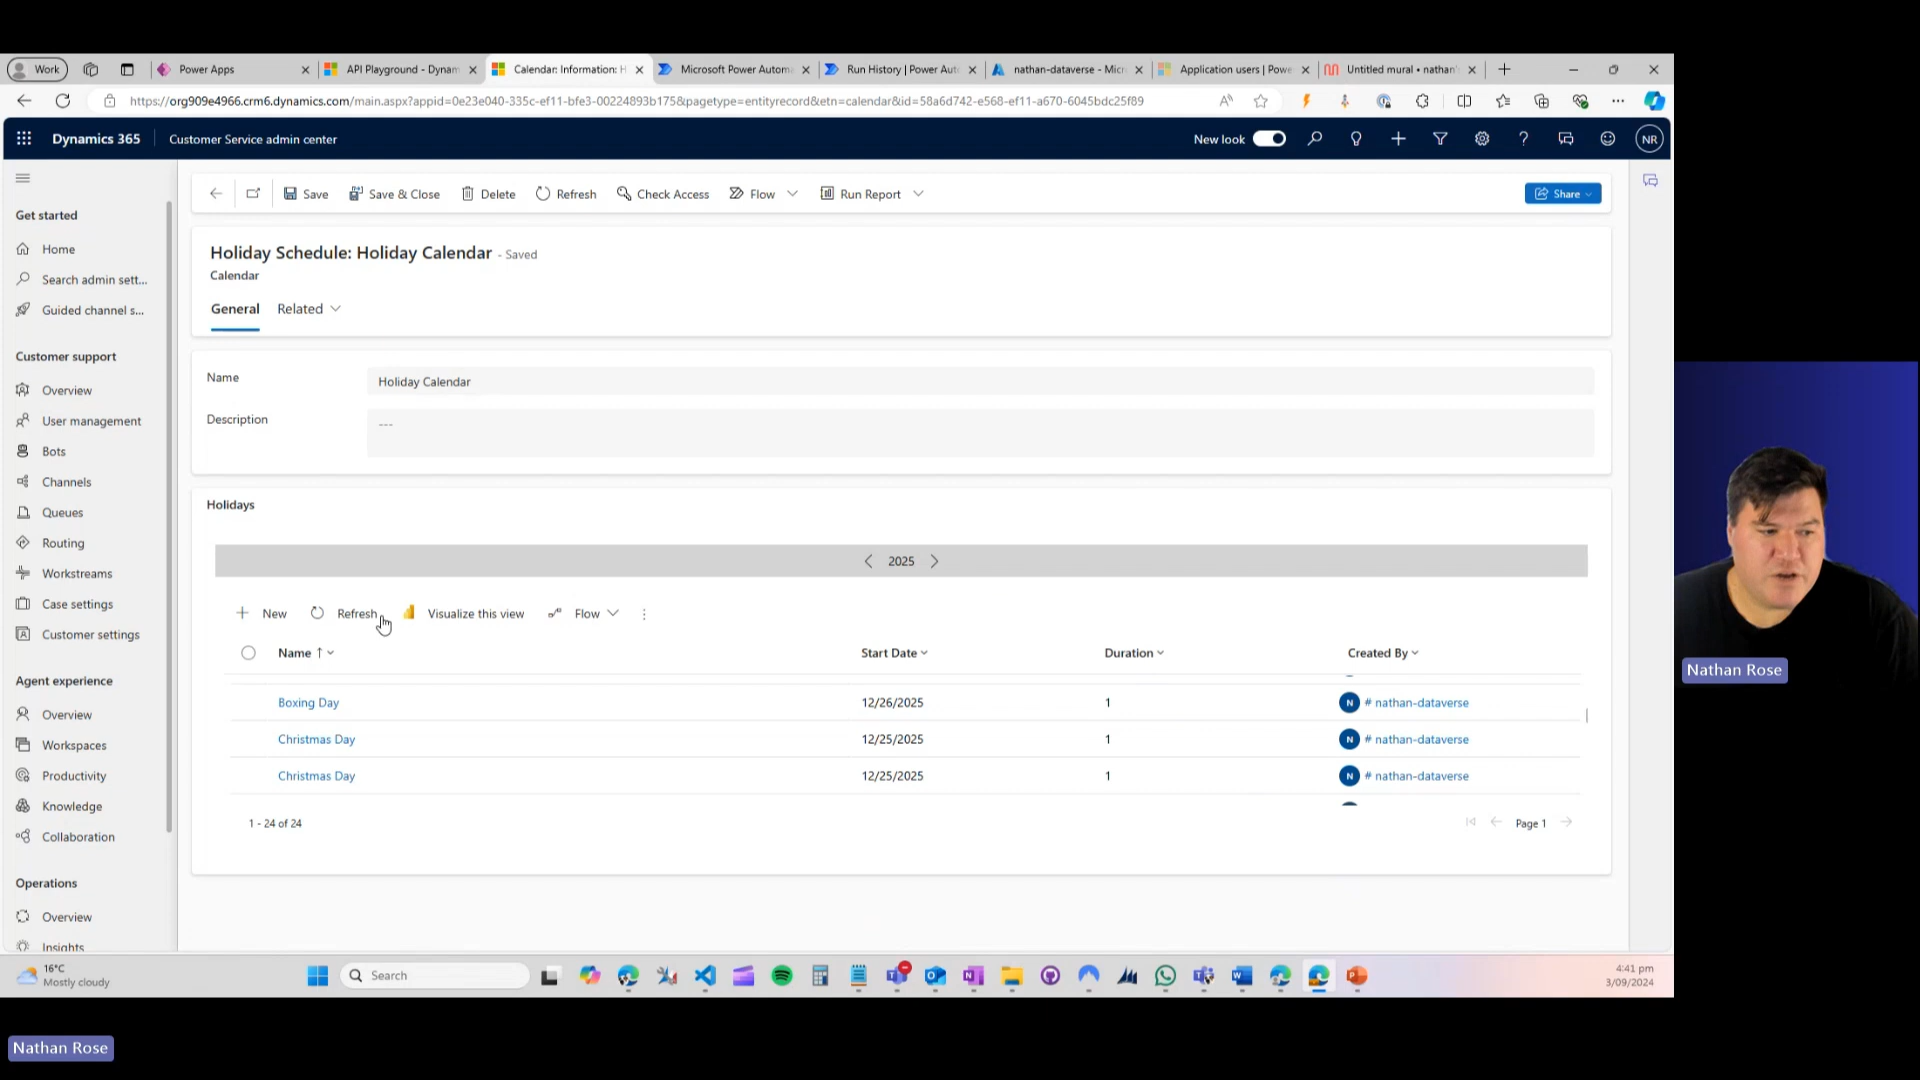 Work
Power Apps
API Playground - Dynam
Calendar: Information: H
Microsoft Power Autom
Run History | Power Aut
nathan-dataverse - Micr
Application users | Powe
Untitled mural • nathan'
https://org909e4966.crm6.dynamics.com/main.aspx?appid=0e23e040-335c-ef11-bfe3-00224893b175&pagetype=entityrecord&etn=calendar&id=58a6d742-e568-ef11-a670-6045bdc25f89
Dynamics 365
Customer Service admin center
New look
NR
Save
Save & Close
Delete
Refresh
Check Access
Flow
Run Report
Share
Get started
Home
Search admin sett...
Guided channel s...
Customer support
Overview
User management
Bots
Channels
Queues
Routing
Workstreams
Case settings
Customer settings
Agent experience
Overview
Workspaces
Productivity
Knowledge
Collaboration
Operations
Overview
Insights
Holiday Schedule: Holiday Calendar - Saved
Calendar
General
Related
Name
Holiday Calendar
Description
---
Holidays
2025
New
Refresh
Visualize this view
Flow
Name
Start Date
Duration
Created By
Boxing Day
12/26/2025
1
N # nathan-dataverse
Christmas Day
12/25/2025
1
N # nathan-dataverse
Christmas Day
12/25/2025
1
N # nathan-dataverse
1 - 24 of 24
Page 1
16°C
Mostly cloudy
Search
4:41 pm
3/09/2024
Nathan Rose
Nathan Rose